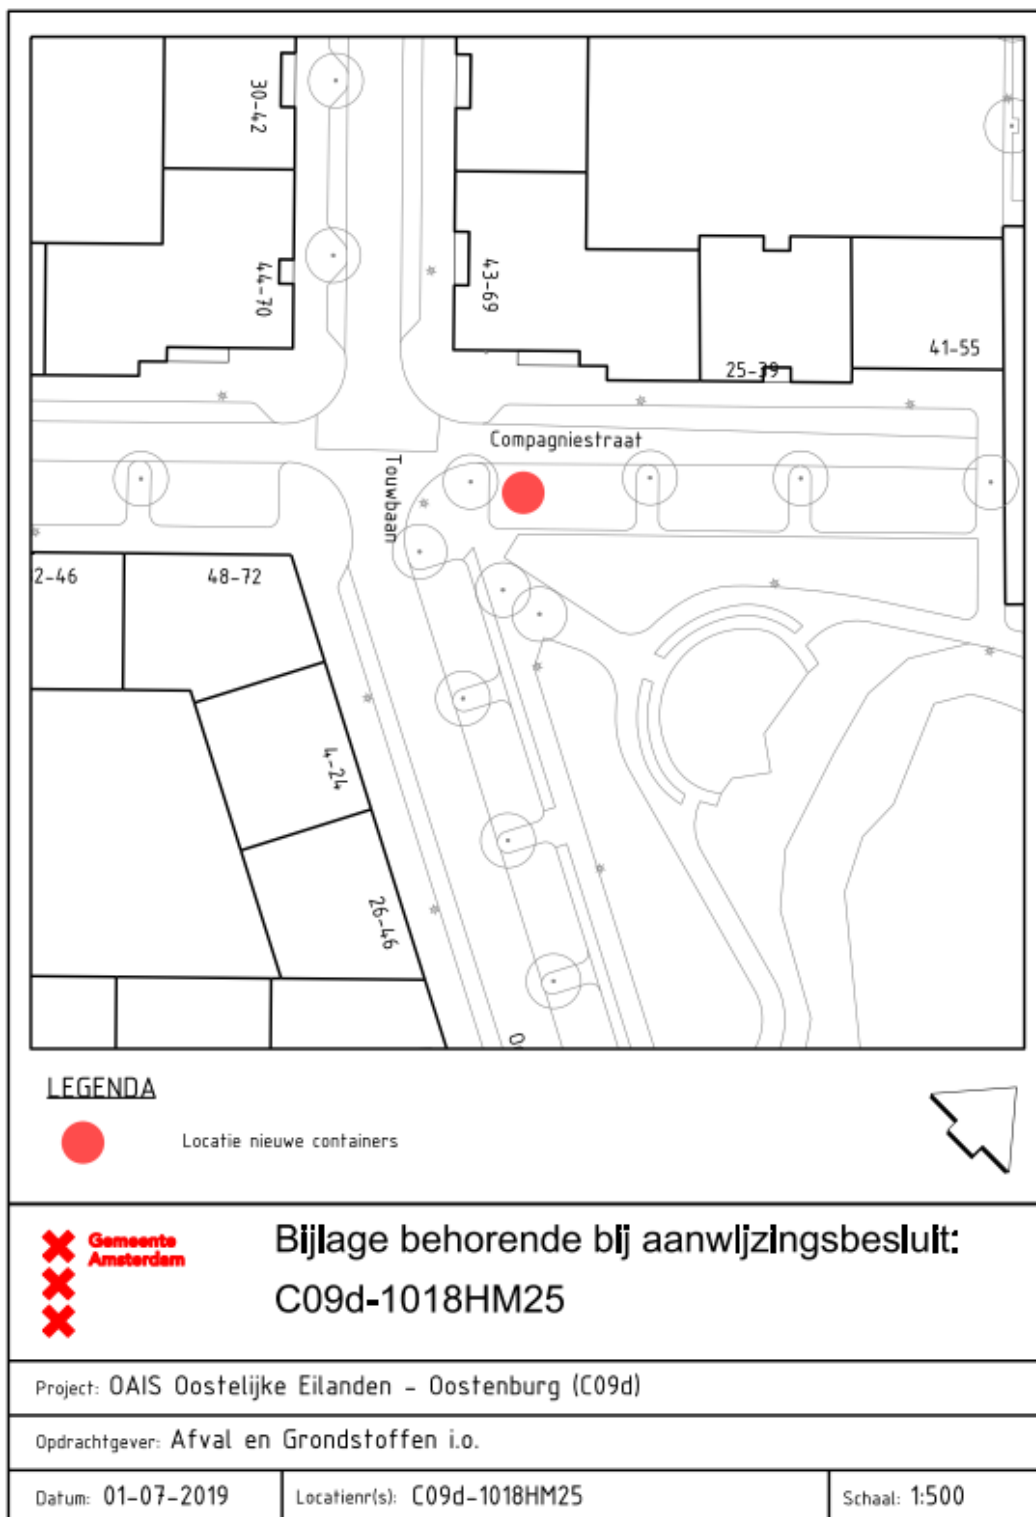 30-42
44-70
43-69
25-39
41-55
Compagniestraat
Touwbaan
2-46
48-72
4-24
26-46
LEGENDA
Locatie nieuwe containers
Gemeente
Amsterdam
Bijlage behorende bij aanwijzingsbesluit:
C09d-1018HM25
Project: OAIS Oostelijke Eilanden - Oostenburg (C09d)
Opdrachtgever: Afval en Grondstoffen i.o.
Datum: 01-07-2019
Locatienr(s): C09d-1018HM25
Schaal: 1:500